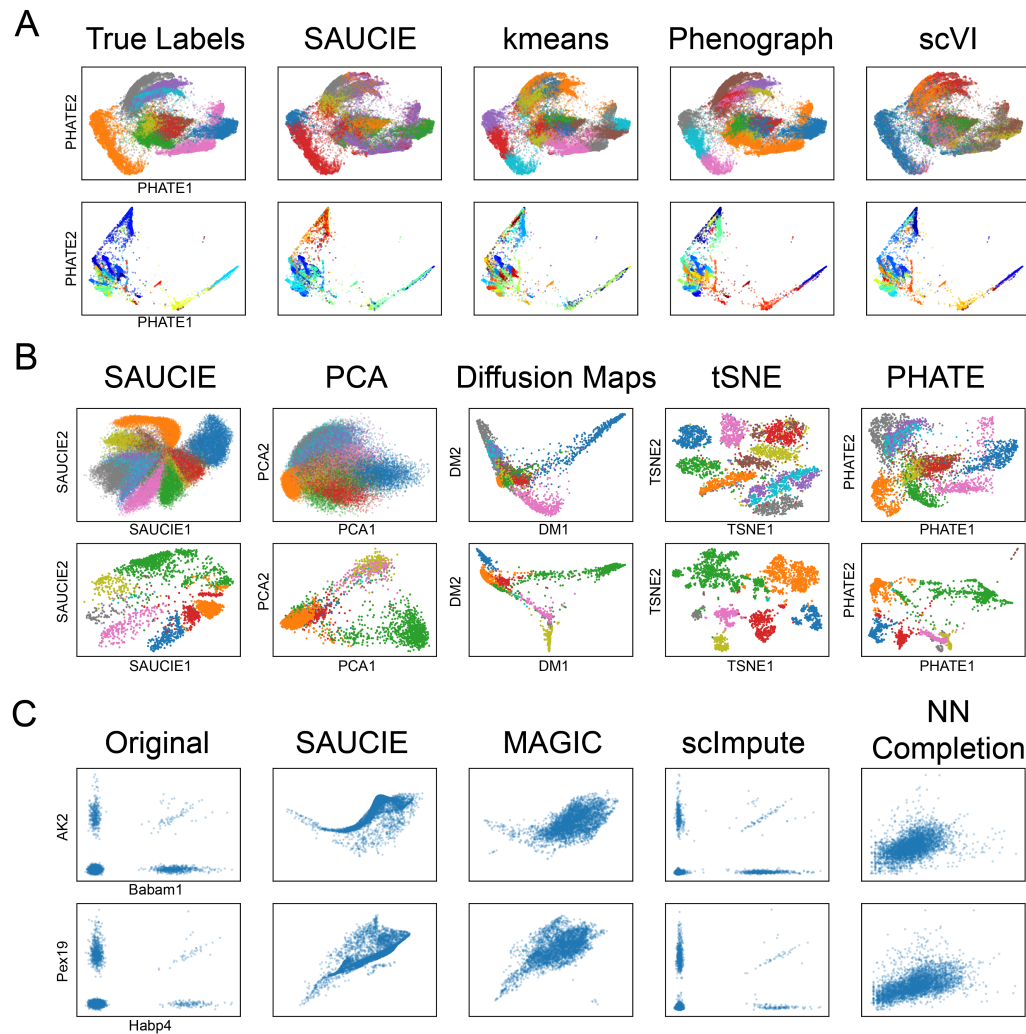 A
True Labels SAUCIE kmeans Phenograph scVI
PHATE2
PHATE1
PHATE2
PHATE1
B
SAUCIE PCA Diffusion Maps tSNE PHATE
SAUCIE2 PCA2 DM2 TSNE2 PHATE2
SAUCIE1 PCA1 DM1 TSNE1 PHATE1
SAUCIE2 PCA2 DM2 TSNE2 PHATE2
SAUCIE1 PCA1 DM1 TSNE1 PHATE1
C
Original SAUCIE MAGIC scImpute NN
Completion
AK2
Babam1
Pex19
Habp4